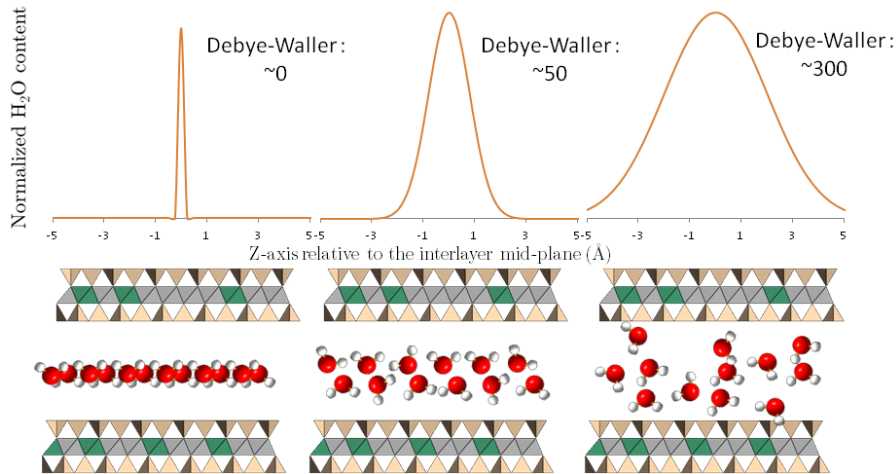 Normalized H₂O content
Debye-Waller:
~0
Debye-Waller:
~50
Debye-Waller:
~300
-5 -3 -1 1 3 5 -5 -3 -1 1 3 5 -5 -3 -1 1 3 5
Z-axis relative to the interlayer mid-plane (Å)